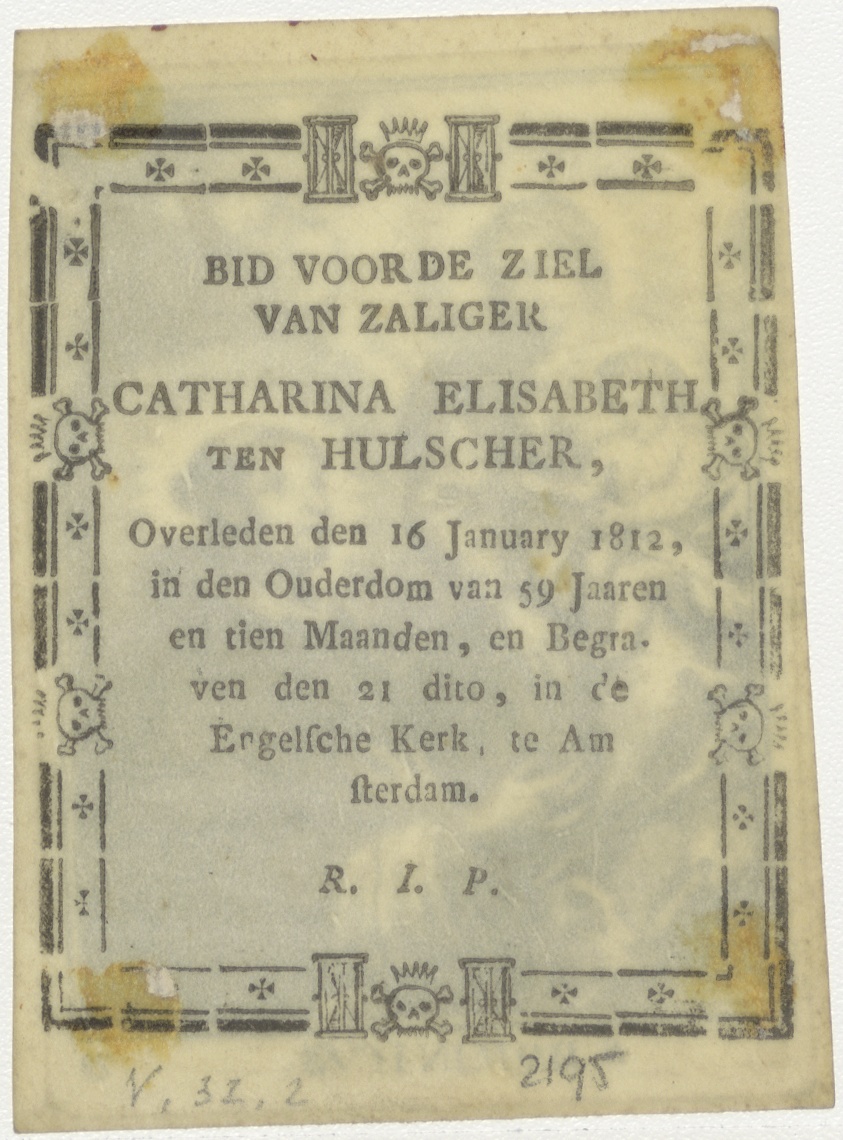 BID VOOR DE ZIEL
VAN ZALIGER
CATHARINA ELISABETH
TEN HULSCHER,
Overleden den 16 January 1812,
in den Ouderdom van 59 Jaaren
en tien Maanden, en Begra-
ven den 21 dito, in de
Engelſche Kerk, te Am
ſterdam.
R. I. P.
V, 32, 2
2195